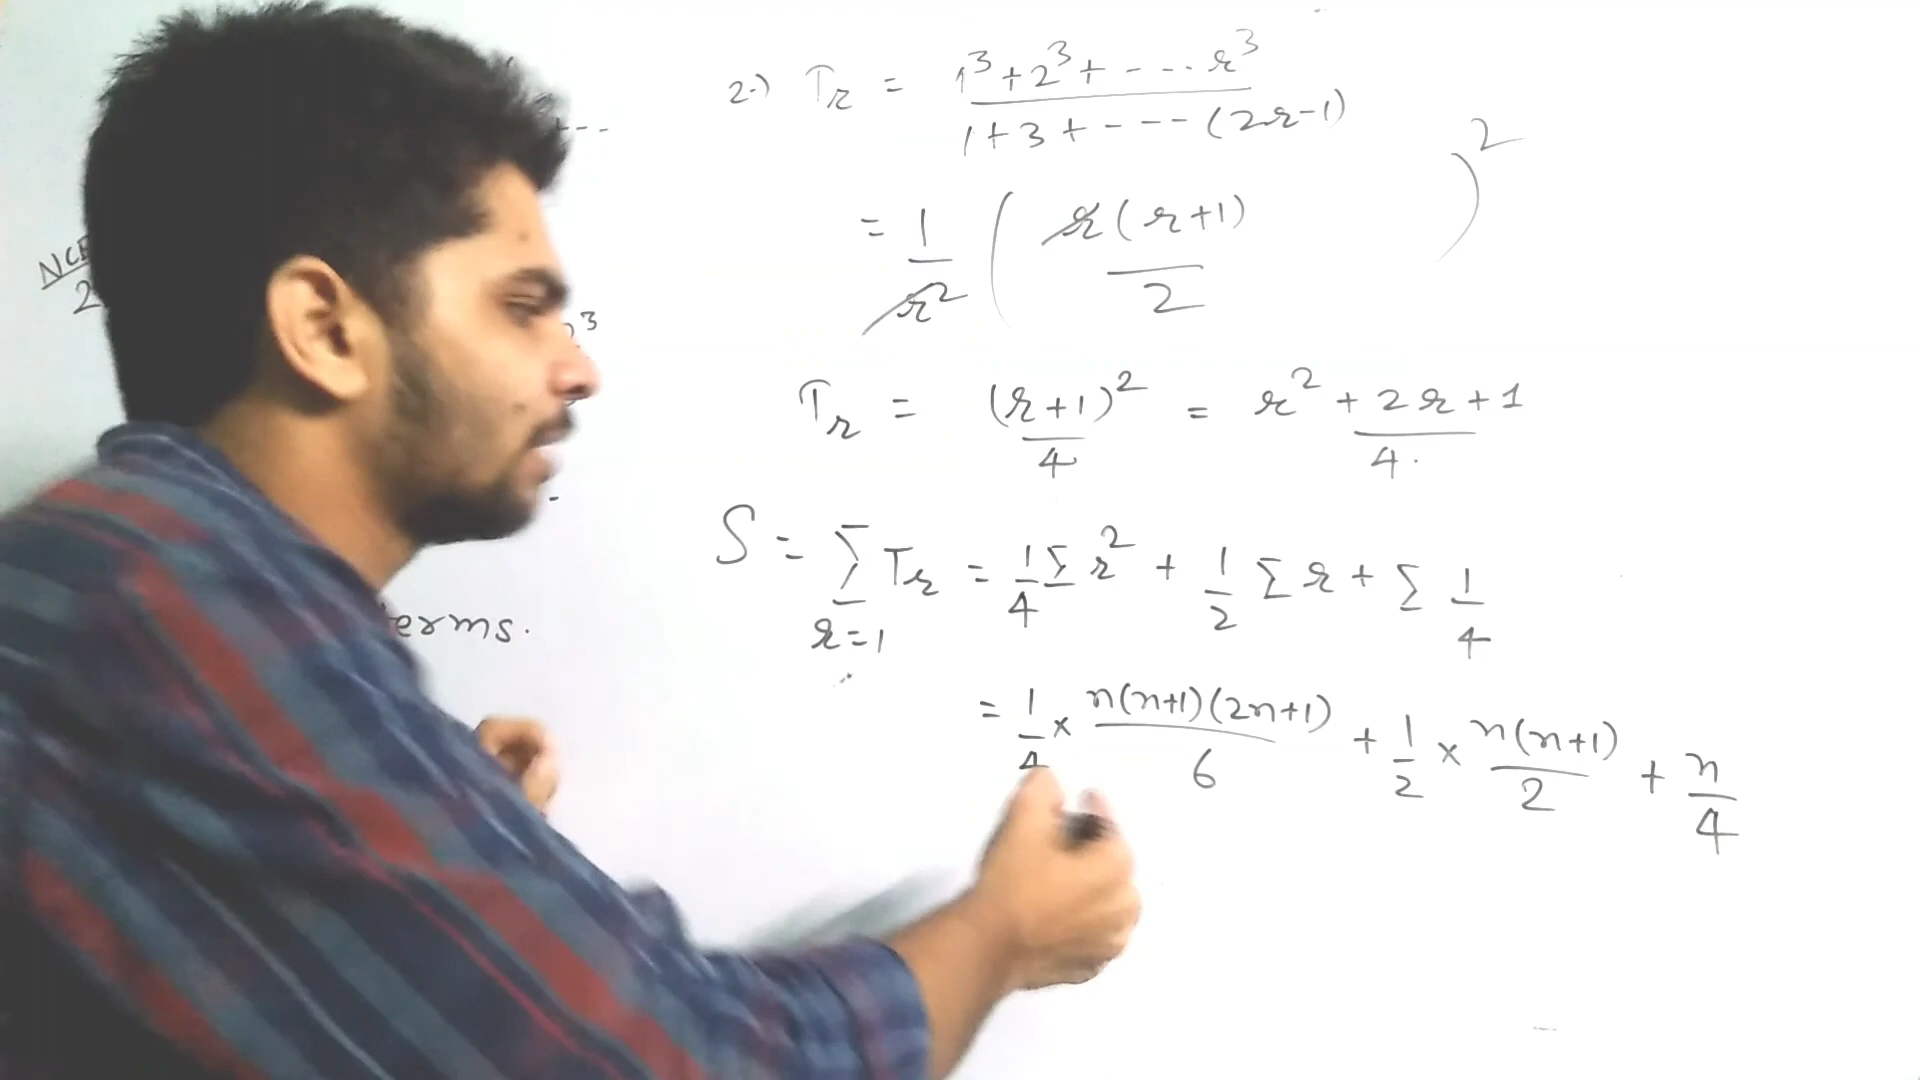 2.) Tr = 1³+2³+---r³ / 1+3+----(2r-1)
= 1/r² ( r(r+1) / 2 )²
Tr = (r+1)² / 4 = r²+2r+1 / 4.
S = Σ Tr = 1/4 Σ r² + 1/2 Σ r + Σ 1/4
r=1
= 1/4 × n(n+1)(2n+1) / 6 + 1/2 × n(n+1) / 2 + n/4
erms.